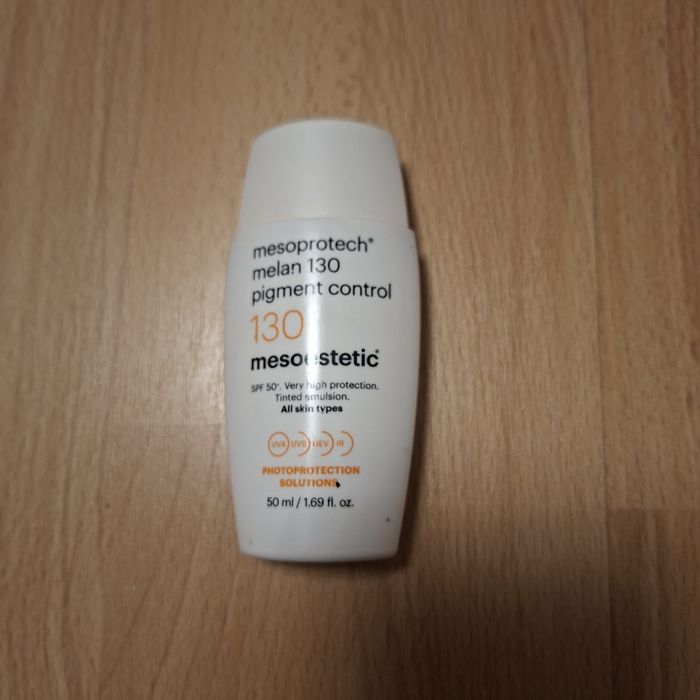 mesoprotech®
melan 130
pigment control
130
mesoestetic®
SPF 50+. Very high protection.
Tinted emulsion.
All skin types
UVA UVB HEV IR
PHOTOPROTECTION
SOLUTIONS
50 ml / 1.69 fl. oz.